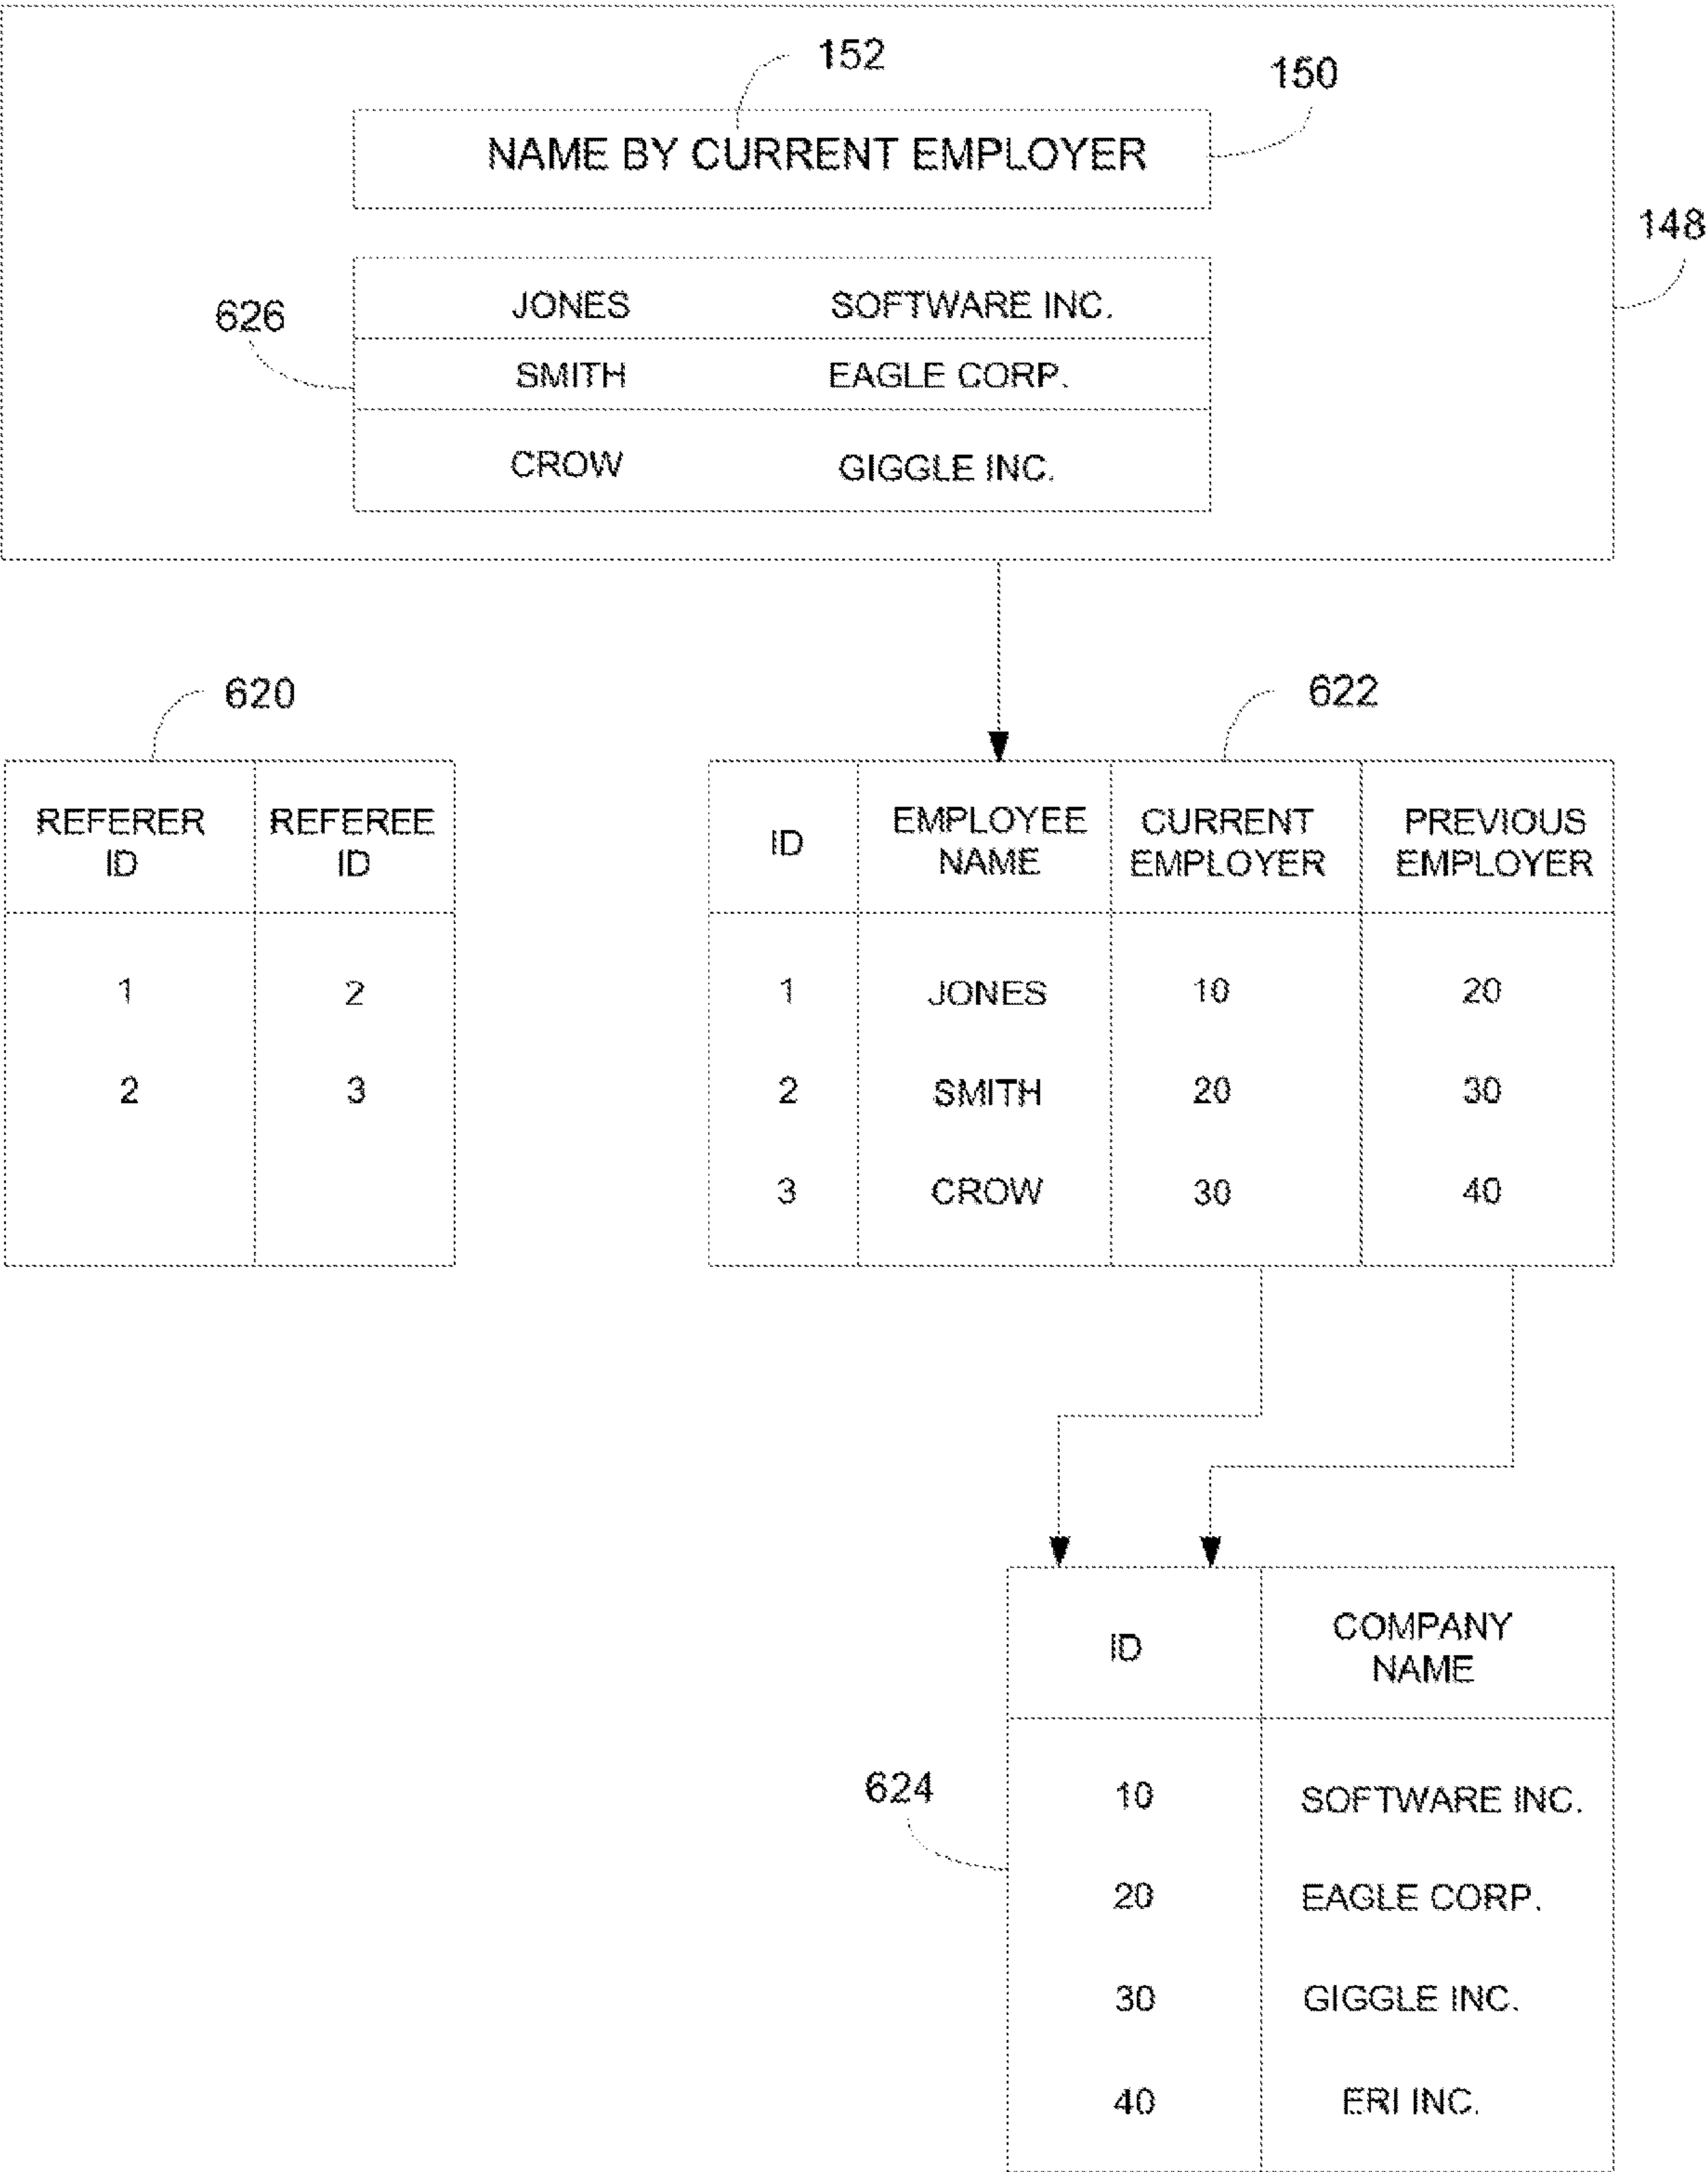 152
150
NAME BY CURRENT EMPLOYER
148
626
JONES SOFTWARE INC.
SMITH EAGLE CORP.
CROW GIGGLE INC.
620
622
REFERER ID REFEREE ID
1 2
2 3
ID EMPLOYEE NAME CURRENT EMPLOYER PREVIOUS EMPLOYER
1 JONES 10 20
2 SMITH 20 30
3 CROW 30 40
ID COMPANY NAME
624
10 SOFTWARE INC.
20 EAGLE CORP.
30 GIGGLE INC.
40 ERI INC.